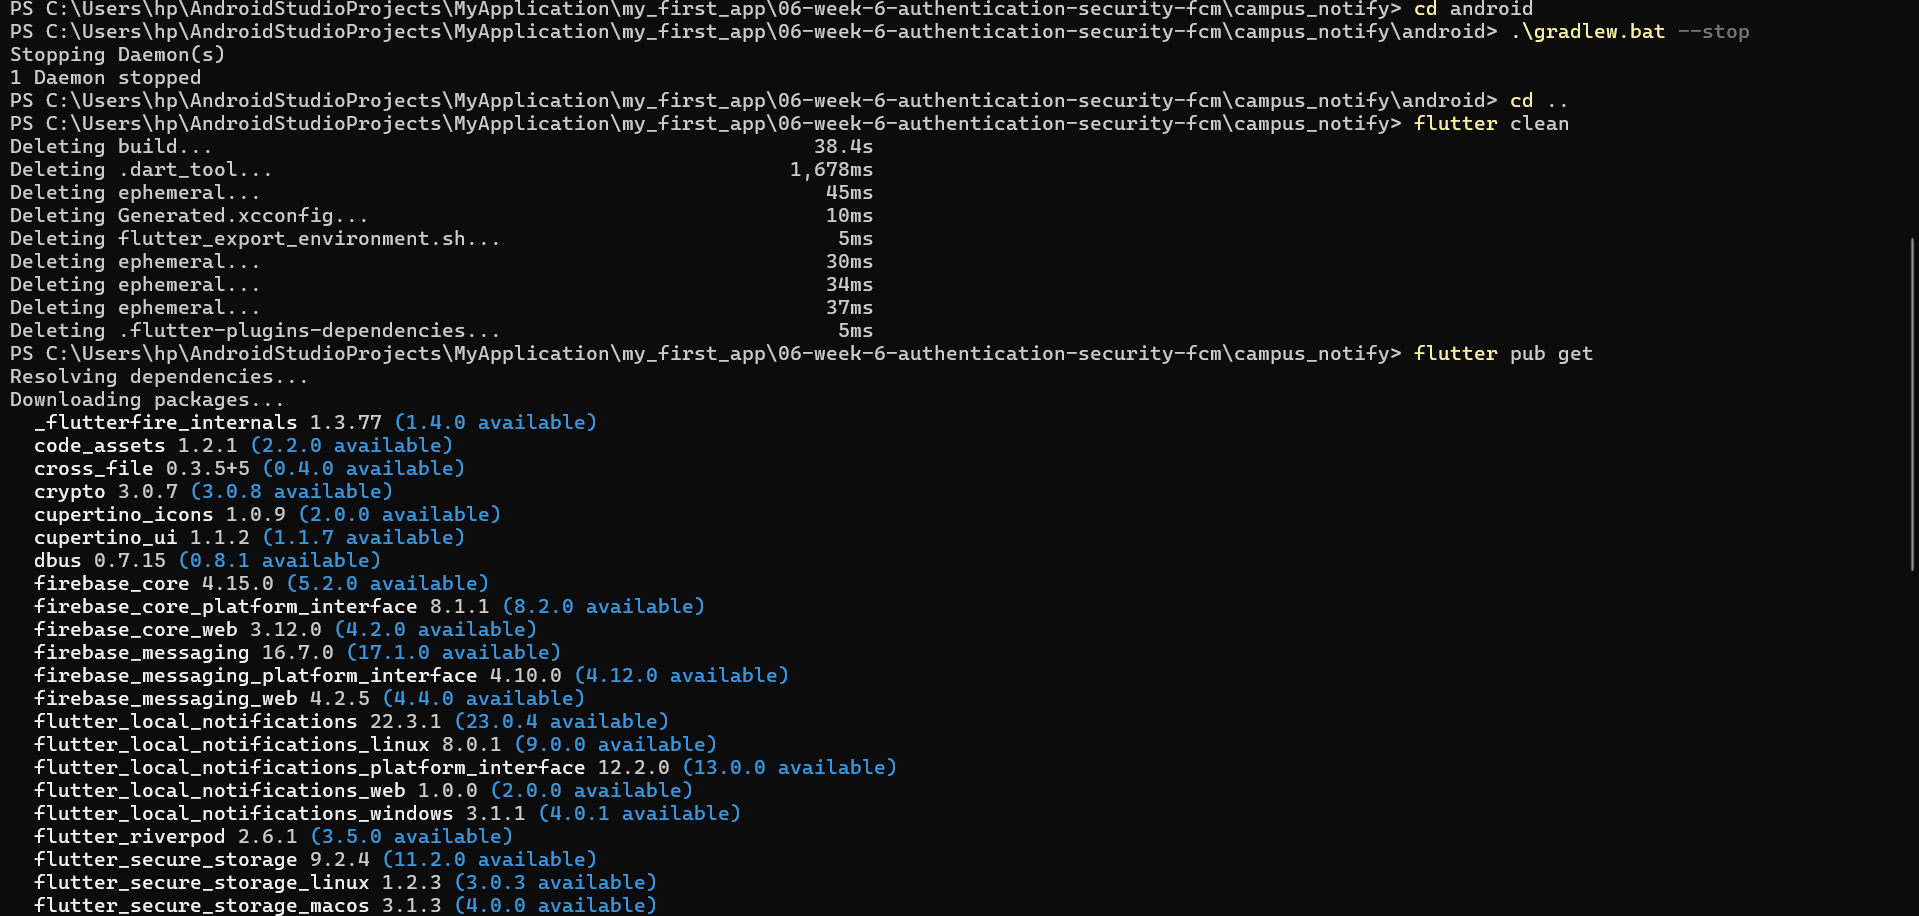 PS C:\Users\hp\AndroidStudioProjects\MyApplication\my_first_app\06-week-6-authentication-security-fcm\campus_notify> cd android
PS C:\Users\hp\AndroidStudioProjects\MyApplication\my_first_app\06-week-6-authentication-security-fcm\campus_notify\android> .\gradlew.bat --stop
Stopping Daemon(s)
1 Daemon stopped
PS C:\Users\hp\AndroidStudioProjects\MyApplication\my_first_app\06-week-6-authentication-security-fcm\campus_notify\android> cd ..
PS C:\Users\hp\AndroidStudioProjects\MyApplication\my_first_app\06-week-6-authentication-security-fcm\campus_notify> flutter clean
Deleting build... 38.4s
Deleting .dart_tool... 1,678ms
Deleting ephemeral... 45ms
Deleting Generated.xcconfig... 10ms
Deleting flutter_export_environment.sh... 5ms
Deleting ephemeral... 30ms
Deleting ephemeral... 34ms
Deleting ephemeral... 37ms
Deleting .flutter-plugins-dependencies... 5ms
PS C:\Users\hp\AndroidStudioProjects\MyApplication\my_first_app\06-week-6-authentication-security-fcm\campus_notify> flutter pub get
Resolving dependencies...
Downloading packages...
_flutterfire_internals 1.3.77 (1.4.0 available)
code_assets 1.2.1 (2.2.0 available)
cross_file 0.3.5+5 (0.4.0 available)
crypto 3.0.7 (3.0.8 available)
cupertino_icons 1.0.9 (2.0.0 available)
cupertino_ui 1.1.2 (1.1.7 available)
dbus 0.7.15 (0.8.1 available)
firebase_core 4.15.0 (5.2.0 available)
firebase_core_platform_interface 8.1.1 (8.2.0 available)
firebase_core_web 3.12.0 (4.2.0 available)
firebase_messaging 16.7.0 (17.1.0 available)
firebase_messaging_platform_interface 4.10.0 (4.12.0 available)
firebase_messaging_web 4.2.5 (4.4.0 available)
flutter_local_notifications 22.3.1 (23.0.4 available)
flutter_local_notifications_linux 8.0.1 (9.0.0 available)
flutter_local_notifications_platform_interface 12.2.0 (13.0.0 available)
flutter_local_notifications_web 1.0.0 (2.0.0 available)
flutter_local_notifications_windows 3.1.1 (4.0.1 available)
flutter_riverpod 2.6.1 (3.5.0 available)
flutter_secure_storage 9.2.4 (11.2.0 available)
flutter_secure_storage_linux 1.2.3 (3.0.3 available)
flutter_secure_storage_macos 3.1.3 (4.0.0 available)